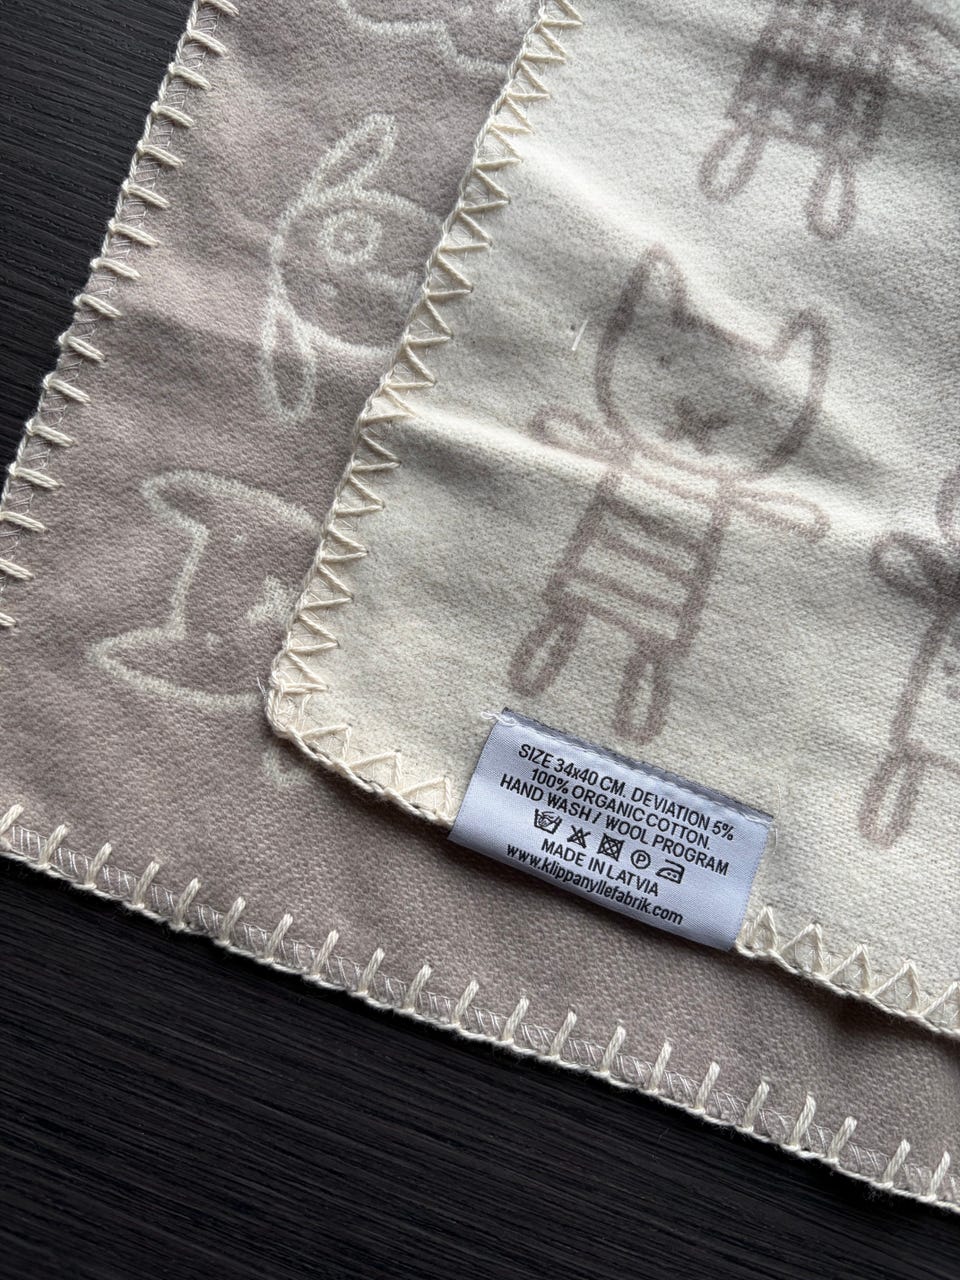 SIZE 34x40 CM. DEVIATION 5%
100% ORGANIC COTTON.
HAND WASH / WOOL PROGRAM
P
MADE IN LATVIA
www.klippanyllefabrik.com